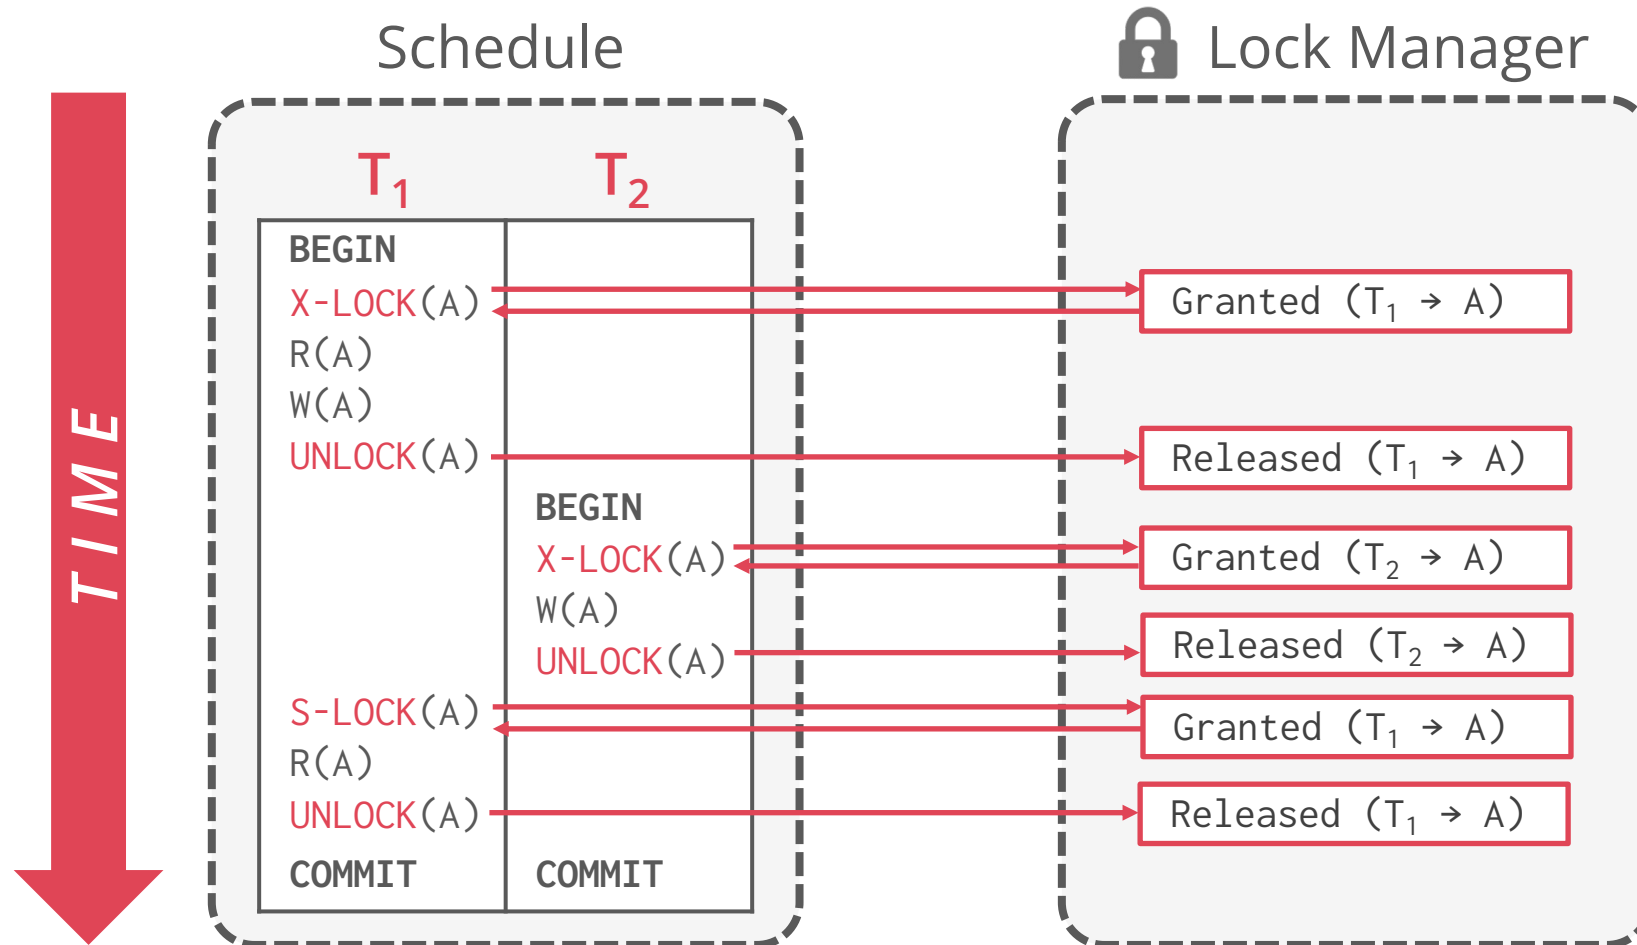 Schedule
Lock Manager
TIME
T₁ T₂
BEGIN
X-LOCK(A)
Granted (T₁ → A)
R(A)
W(A)
UNLOCK(A)
Released (T₁ → A)
BEGIN
X-LOCK(A)
Granted (T₂ → A)
W(A)
UNLOCK(A)
Released (T₂ → A)
S-LOCK(A)
Granted (T₁ → A)
R(A)
UNLOCK(A)
Released (T₁ → A)
COMMIT COMMIT